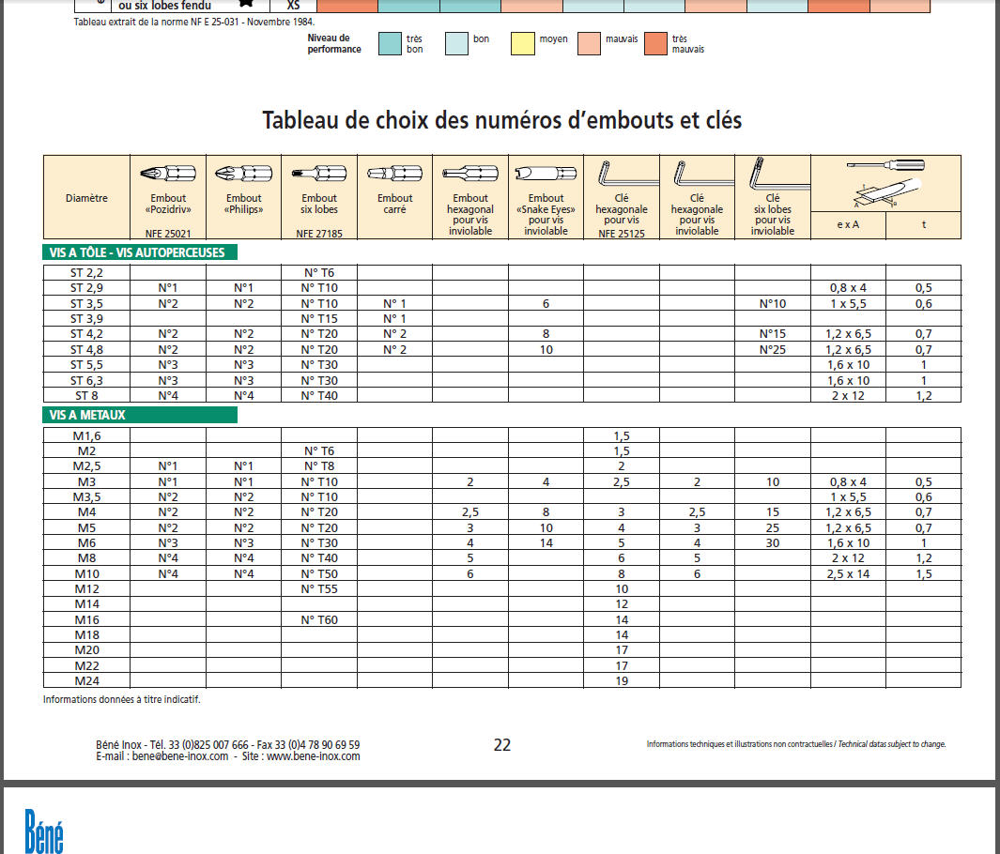 ou six lobes fendu XS
Tableau extrait de la norme NF E 25-031 - Novembre 1984.
Niveau de performance
très bon
bon
moyen
mauvais
très mauvais
Tableau de choix des numéros d’embouts et clés
Diamètre
Embout «Pozidriv» NFE 25021
Embout «Philips»
Embout six lobes NFE 27185
Embout carré
Embout hexagonal pour vis inviolable
Embout «Snake Eyes» pour vis inviolable
Clé hexagonale pour vis NFE 25125
Clé hexagonale pour vis inviolable
Clé six lobes pour vis inviolable
t
A
e
e x A
t
VIS A TÔLE - VIS AUTOPERCEUSES
ST 2,2 N° T6
ST 2,9 N°1 N°1 N° T10 0,8 x 4 0,5
ST 3,5 N°2 N°2 N° T10 N° 1 6 N°10 1 x 5,5 0,6
ST 3,9 N° T15 N° 1
ST 4,2 N°2 N°2 N° T20 N° 2 8 N°15 1,2 x 6,5 0,7
ST 4,8 N°2 N°2 N° T20 N° 2 10 N°25 1,2 x 6,5 0,7
ST 5,5 N°3 N°3 N° T30 1,6 x 10 1
ST 6,3 N°3 N°3 N° T30 1,6 x 10 1
ST 8 N°4 N°4 N° T40 2 x 12 1,2
VIS A METAUX
M1,6 1,5
M2 N° T6 1,5
M2,5 N°1 N°1 N° T8 2
M3 N°1 N°1 N° T10 2 4 2,5 2 10 0,8 x 4 0,5
M3,5 N°2 N°2 N° T10 1 x 5,5 0,6
M4 N°2 N°2 N° T20 2,5 8 3 2,5 15 1,2 x 6,5 0,7
M5 N°2 N°2 N° T20 3 10 4 3 25 1,2 x 6,5 0,7
M6 N°3 N°3 N° T30 4 14 5 4 30 1,6 x 10 1
M8 N°4 N°4 N° T40 5 6 5 2 x 12 1,2
M10 N°4 N°4 N° T50 6 8 6 2,5 x 14 1,5
M12 N° T55 10
M14 12
M16 N° T60 14
M18 14
M20 17
M22 17
M24 19
Informations données à titre indicatif.
Béné Inox - Tél. 33 (0)825 007 666 - Fax 33 (0)4 78 90 69 59
E-mail : bene@bene-inox.com - Site : www.bene-inox.com
22
Informations techniques et illustrations non contractuelles / Technical datas subject to change.
Béné